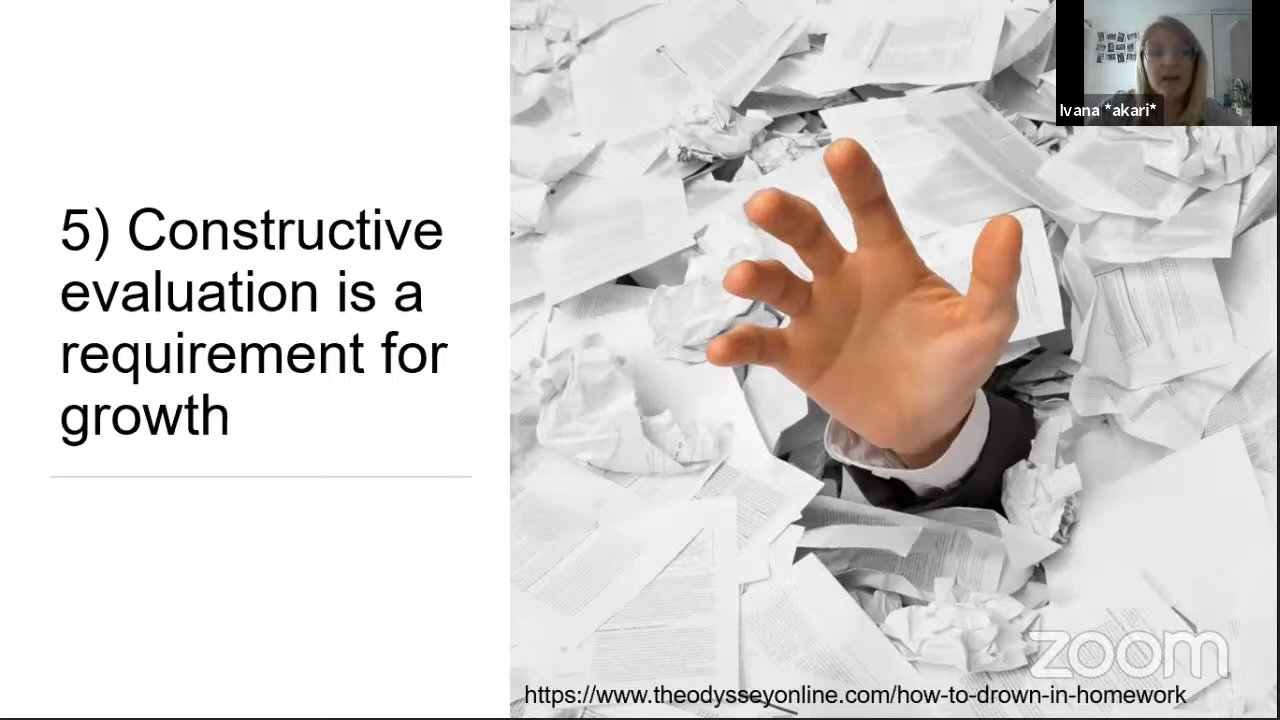 5) Constructive
evaluation is a
requirement for
growth
Ivana *akari*
zoom
https://www.theodysseyonline.com/how-to-drown-in-homework